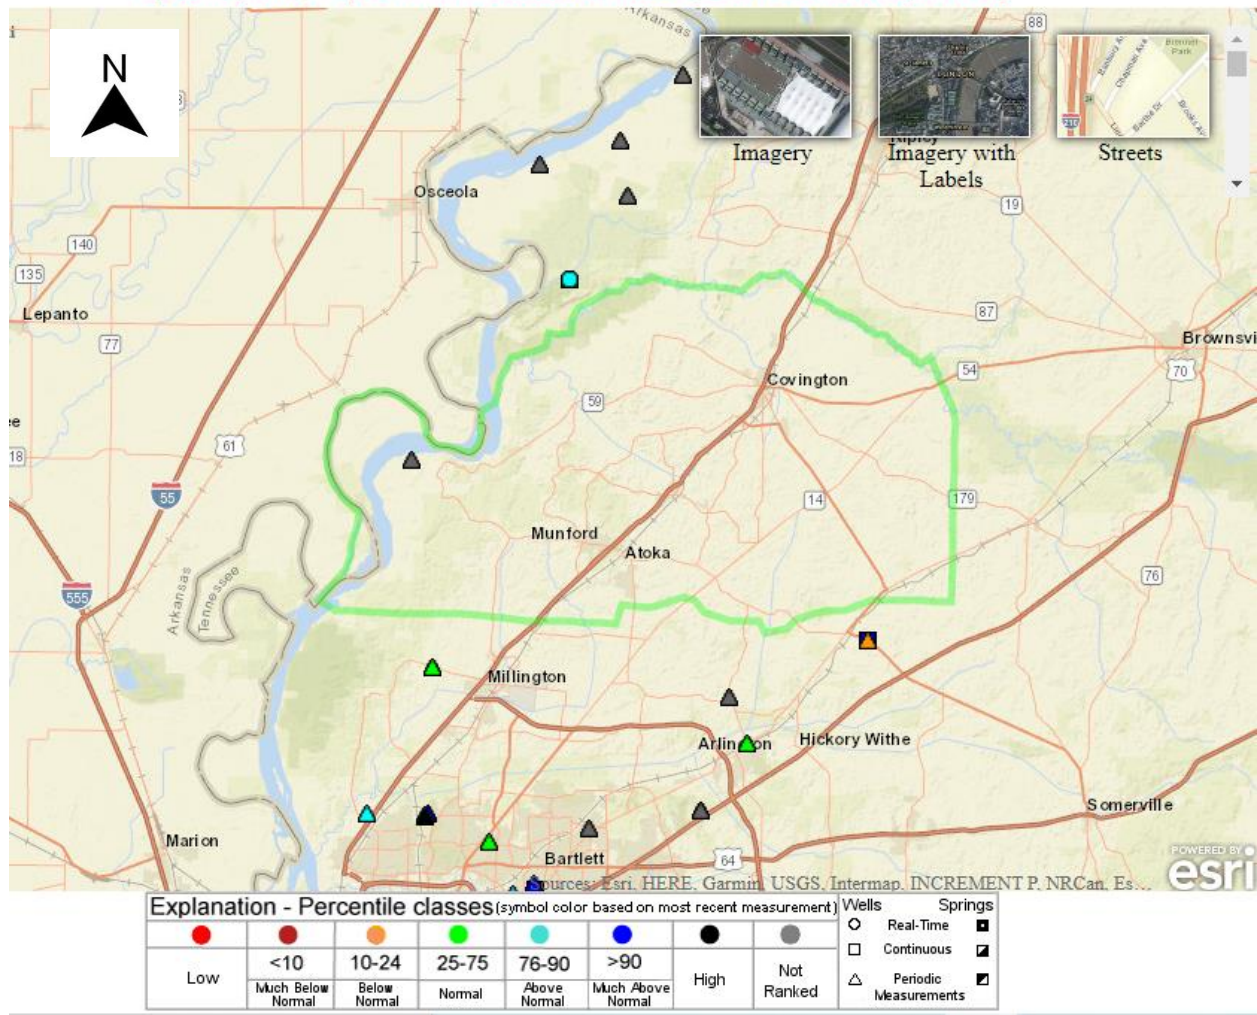 Arkansas
88
N
Imagery
Ripley
Imagery with
Labels
Streets
Osceola
19
140
135
Lepanto
77
87
Brownsvi
70
54
Covington
59
61
18
55
14
179
Munford
Atoka
76
555
Arkansas
Tennessee
Millington
Arlington
Hickory Withe
Somerville
Marion
Bartlett
64
POWERED BY
esri
Sources: Esri, HERE, Garmin, USGS, Intermap, INCREMENT P, NRCan, Es...
Explanation - Percentile classes (symbol color based on most recent measurement)
Wells Springs
Real-Time
Continuous
Periodic
Measurements
Low
<10
Much Below
Normal
10-24
Below
Normal
25-75
Normal
76-90
Above
Normal
>90
Much Above
Normal
High
Not
Ranked